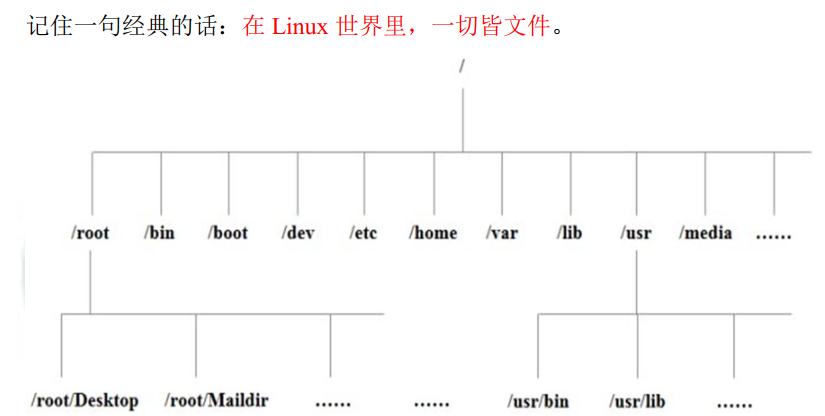 记住一句经典的话：在 Linux 世界里，一切皆文件。
/
/root /bin /boot /dev /etc /home /var /lib /usr /media ……
/root/Desktop /root/Maildir …… …… /usr/bin /usr/lib ……